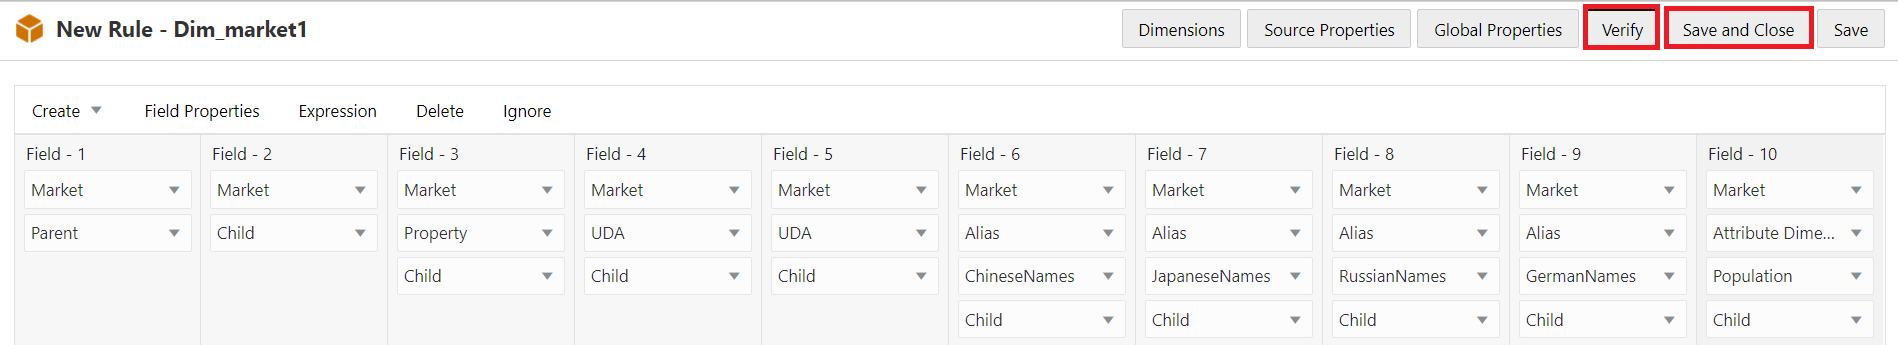 New Rule - Dim_market1
Dimensions Source Properties Global Properties Verify Save and Close Save
Create Field Properties Expression Delete Ignore
Field - 1 Field - 2 Field - 3 Field - 4 Field - 5 Field - 6 Field - 7 Field - 8 Field - 9 Field - 10
Market Market Market Market Market Market Market Market Market Market
Parent Child Property UDA UDA Alias Alias Alias Alias Attribute Dime...
Child Child Child ChineseNames JapaneseNames RussianNames GermanNames Population
Child Child Child Child Child